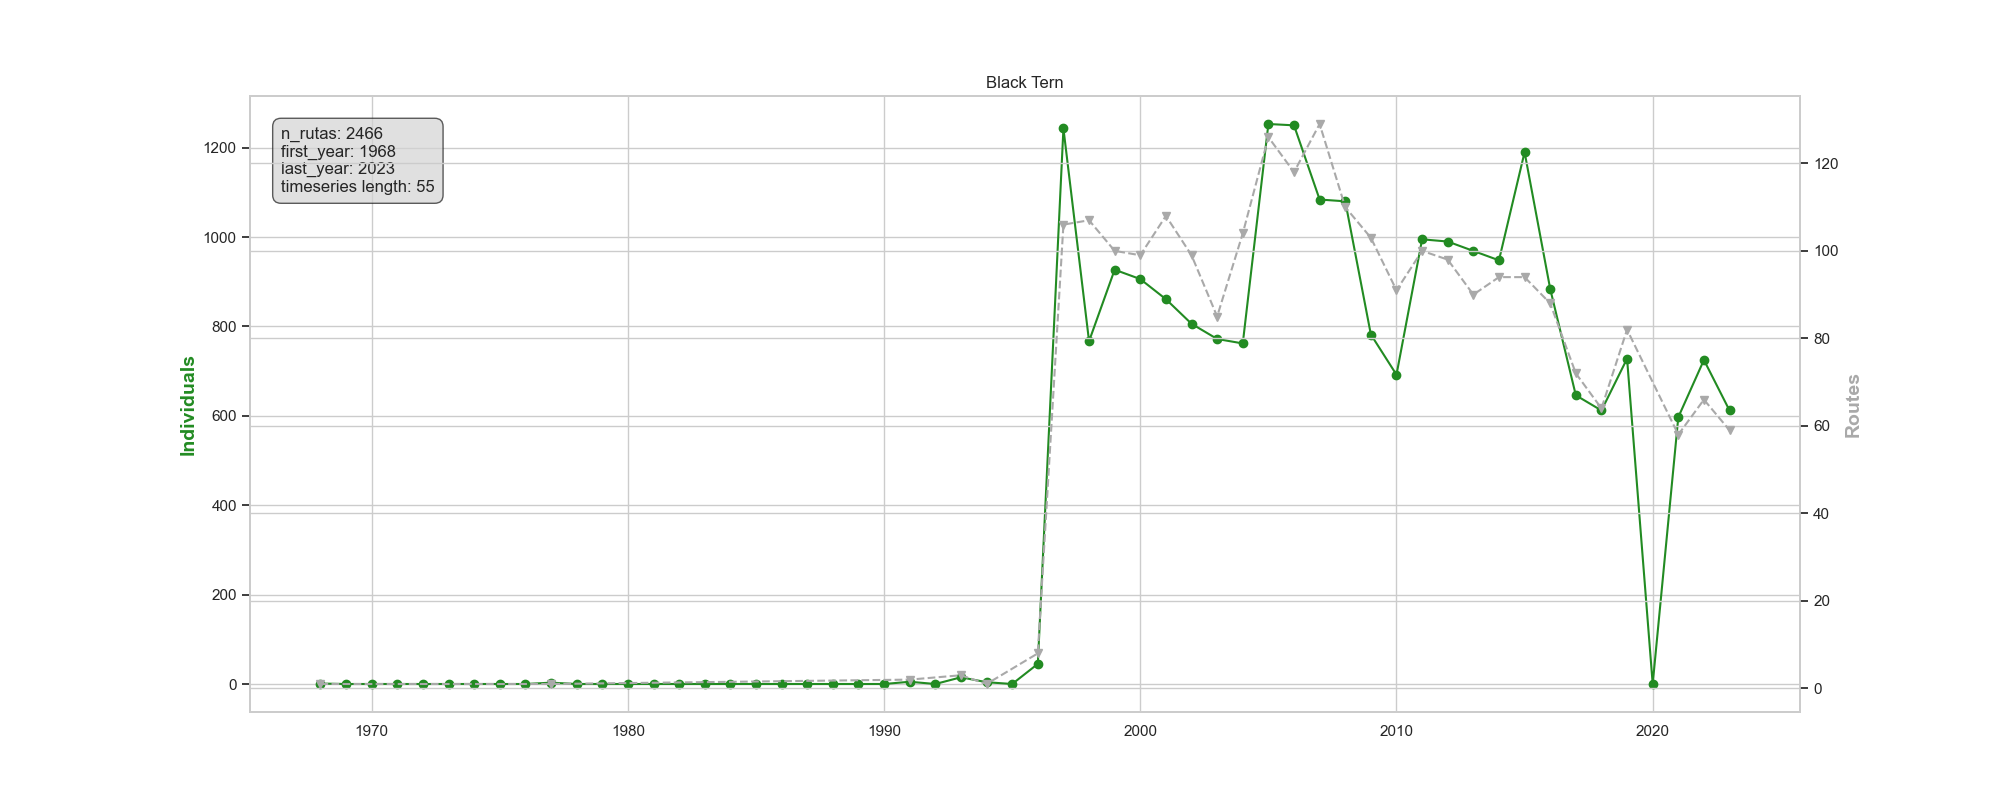 Black Tern
n_rutas: 2466
first_year: 1968
last_year: 2023
timeseries length: 55
1200
1000
800
600
400
200
0
Individuals
120
100
80
60
40
20
0
Routes
1970
1980
1990
2000
2010
2020